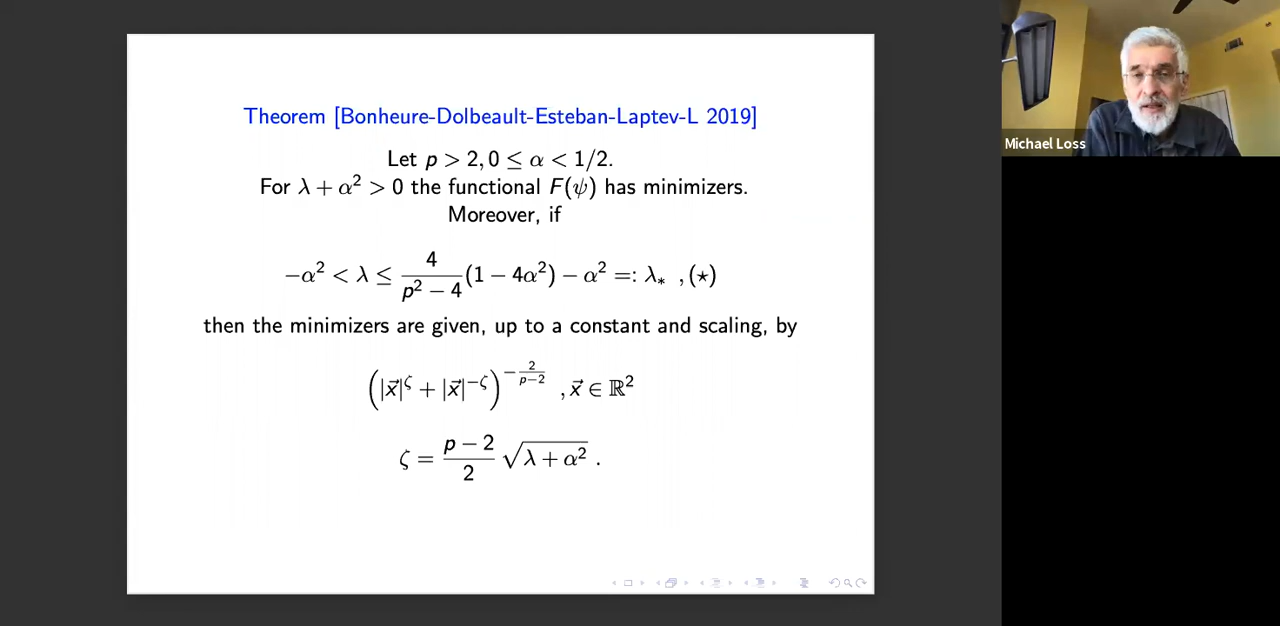 Theorem [Bonheure-Dolbeault-Esteban-Laptev-L 2019]
Let p > 2, 0 ≤ α < 1/2.
For λ + α² > 0 the functional F(ψ) has minimizers.
Moreover, if
−α² < λ ≤ 4/(p² − 4) (1 − 4α²) − α² =: λ_* , (⋆)
then the minimizers are given, up to a constant and scaling, by
(|x⃗|^ζ + |x⃗|^{−ζ})^{−2/(p−2)} , x⃗ ∈ ℝ²
ζ = (p − 2)/2 √(λ + α²) .
Michael Loss